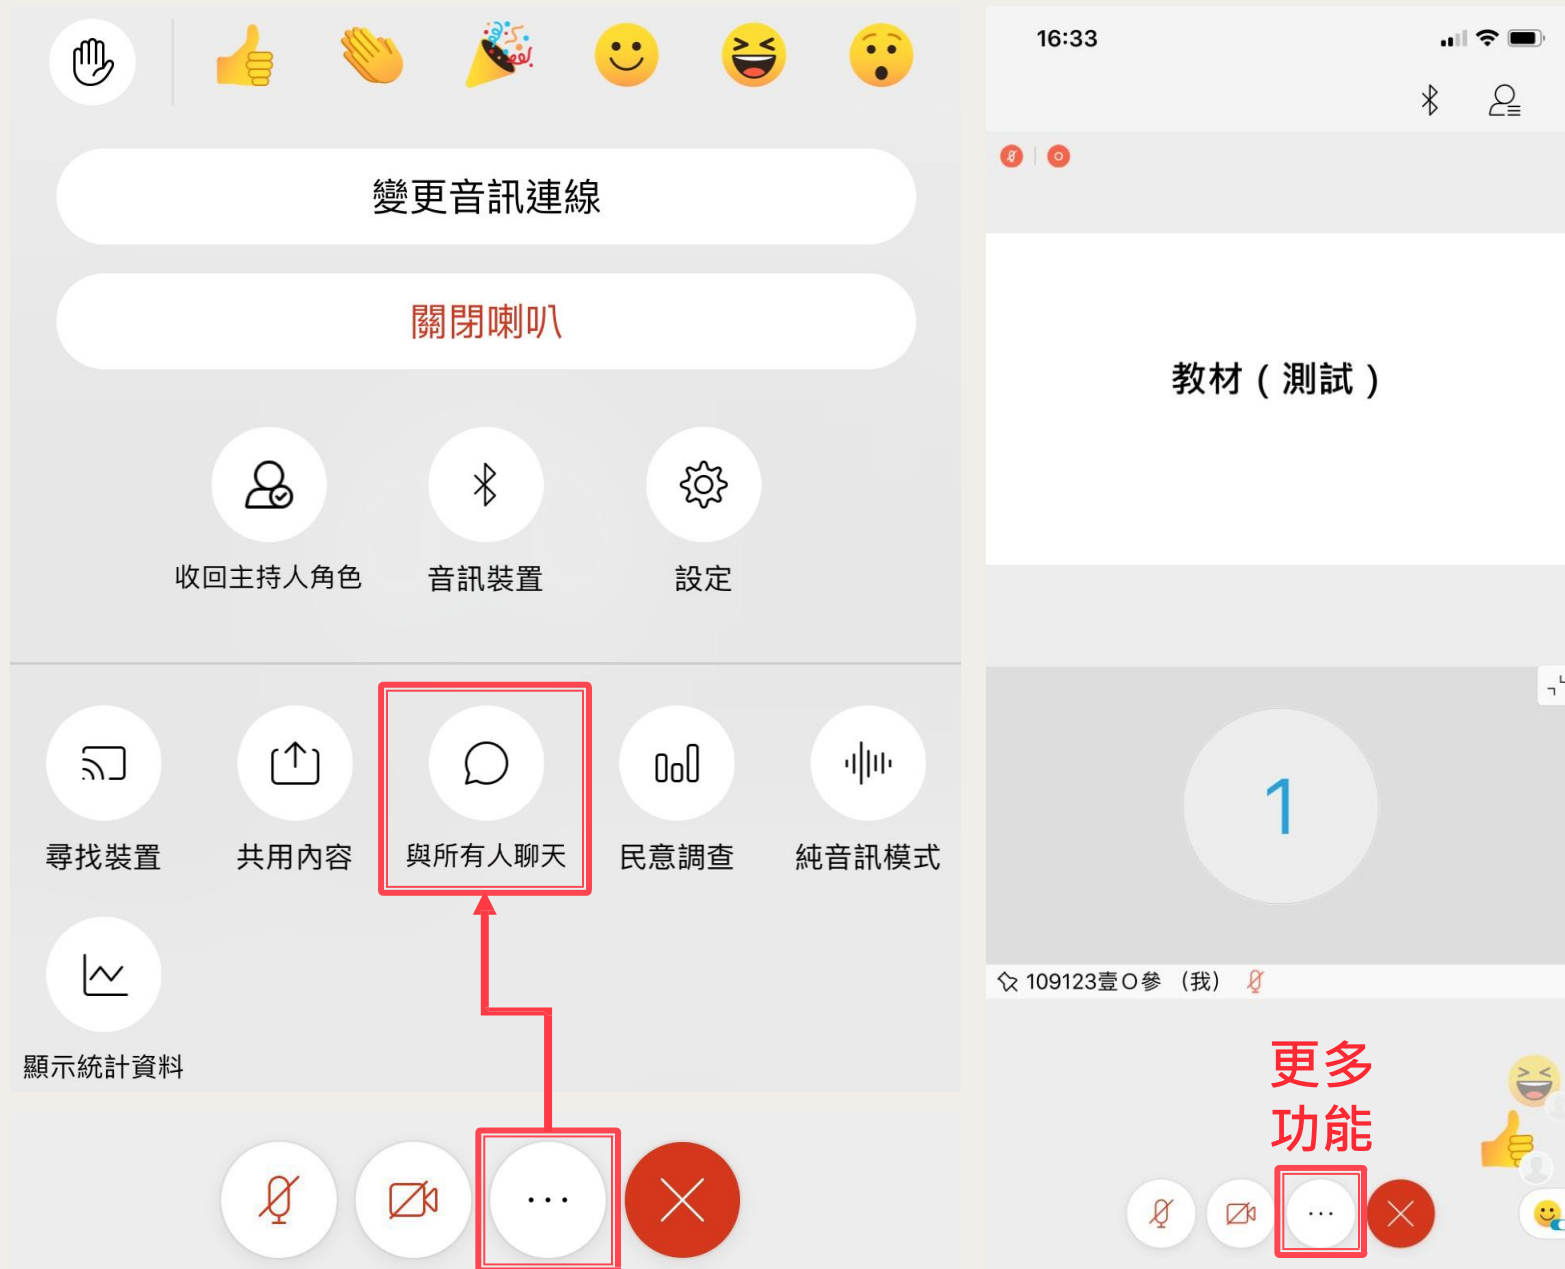 變更音訊連線
關閉喇叭
收回主持人角色
音訊裝置
設定
尋找裝置
共用內容
與所有人聊天
民意調查
純音訊模式
顯示統計資料
16:33
教材（測試）
1
109123壹O參 （我）
更多
功能